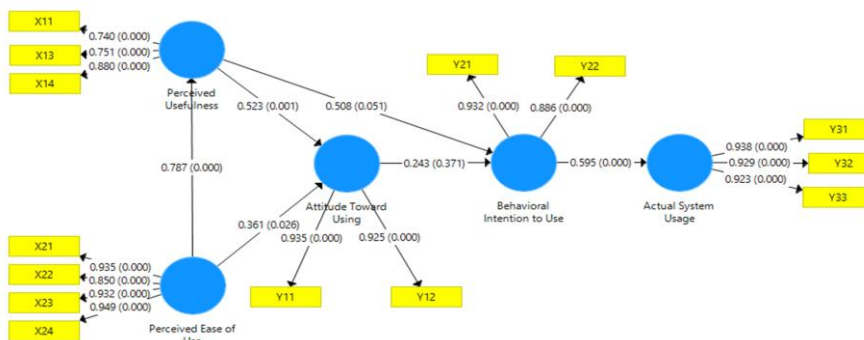 X11
0.740 (0.000)
X13
0.751 (0.000)
X14
0.880 (0.000)
Perceived
Usefulness
Y21
Y22
0.932 (0.000)
0.886 (0.000)
0.523 (0.001)
0.508 (0.051)
0.787 (0.000)
0.243 (0.371)
0.595 (0.000)
0.938 (0.000)
0.929 (0.000)
0.923 (0.000)
Y31
Y32
Y33
Attitude Toward
Using
Behavioral
Intention to Use
Actual System
Usage
0.361 (0.026)
0.935 (0.000)
0.925 (0.000)
X21
0.935 (0.000)
X22
0.850 (0.000)
X23
0.932 (0.000)
X24
0.949 (0.000)
Y11
Y12
Perceived Ease of